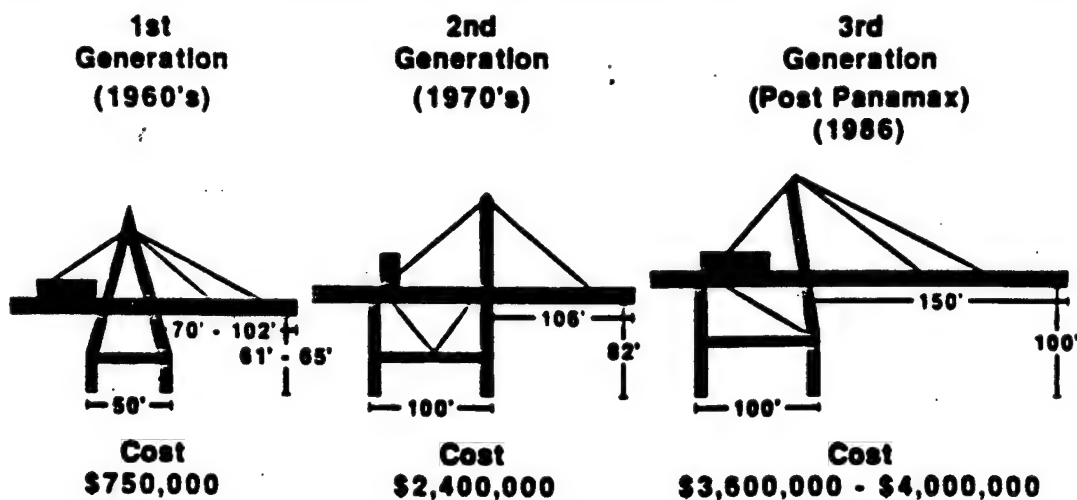 1st
Generation
(1960's)
70' - 102'
61' - 65'
50'
Cost
$750,000
2nd
Generation
(1970's)
106'
82'
100'
Cost
$2,400,000
3rd
Generation
(Post Panamax)
(1986)
150'
100'
100'
Cost
$3,600,000 - $4,000,000